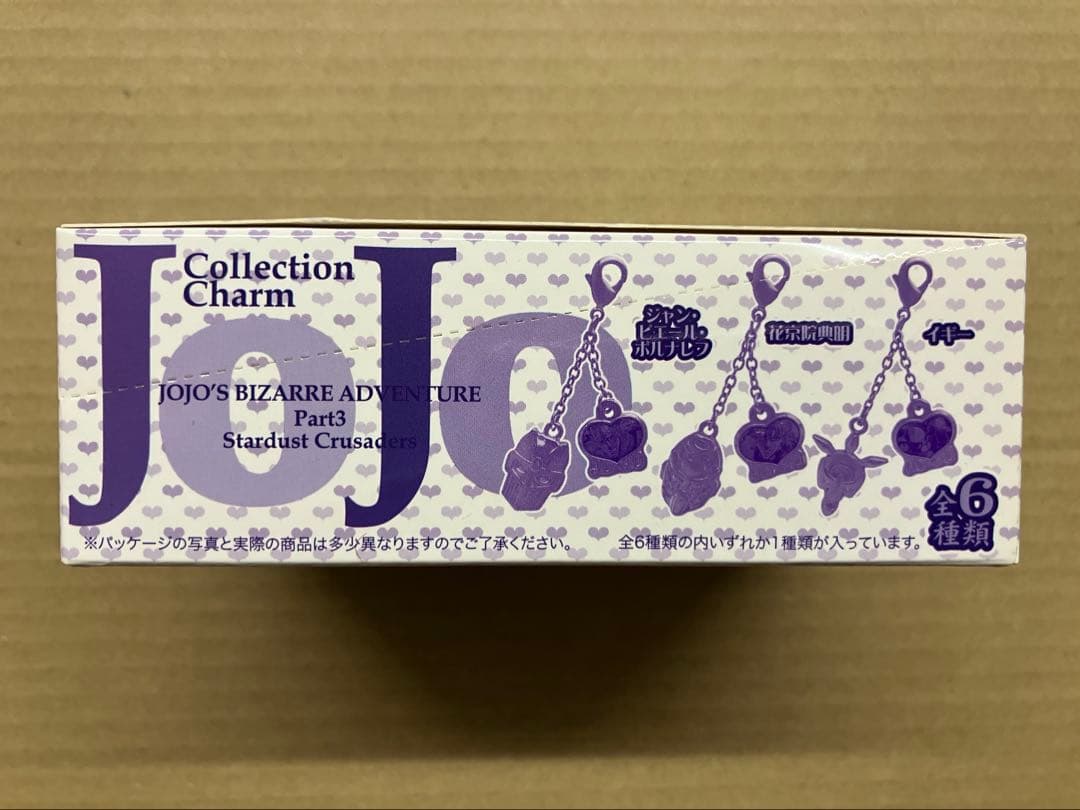 JoJo
Collection
Charm
JOJO'S BIZARRE ADVENTURE
Part3
Stardust Crusaders
ジャン・
ピエール・
ポルナレフ
花京院典明
イギー
全6
種類
※パッケージの写真と実際の商品は多少異なりますのでご了承ください。
全6種類の内いずれか1種類が入っています。